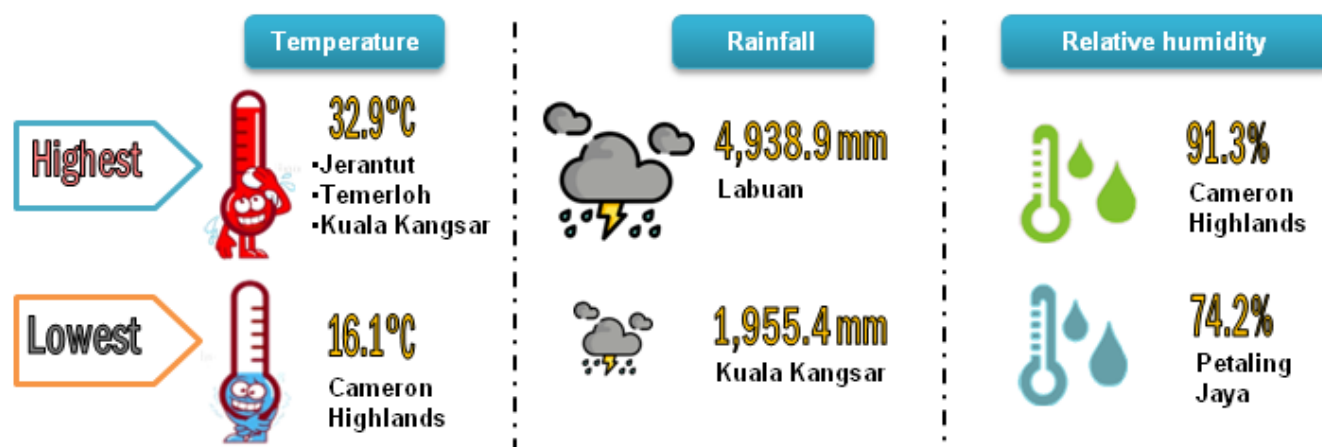 Temperature
Rainfall
Relative humidity
Highest
32.9°C
▪Jerantut
▪Temerloh
▪Kuala Kangsar
4,938.9 mm
Labuan
91.3%
Cameron
Highlands
Lowest
16.1°C
Cameron
Highlands
1,955.4 mm
Kuala Kangsar
74.2%
Petaling
Jaya